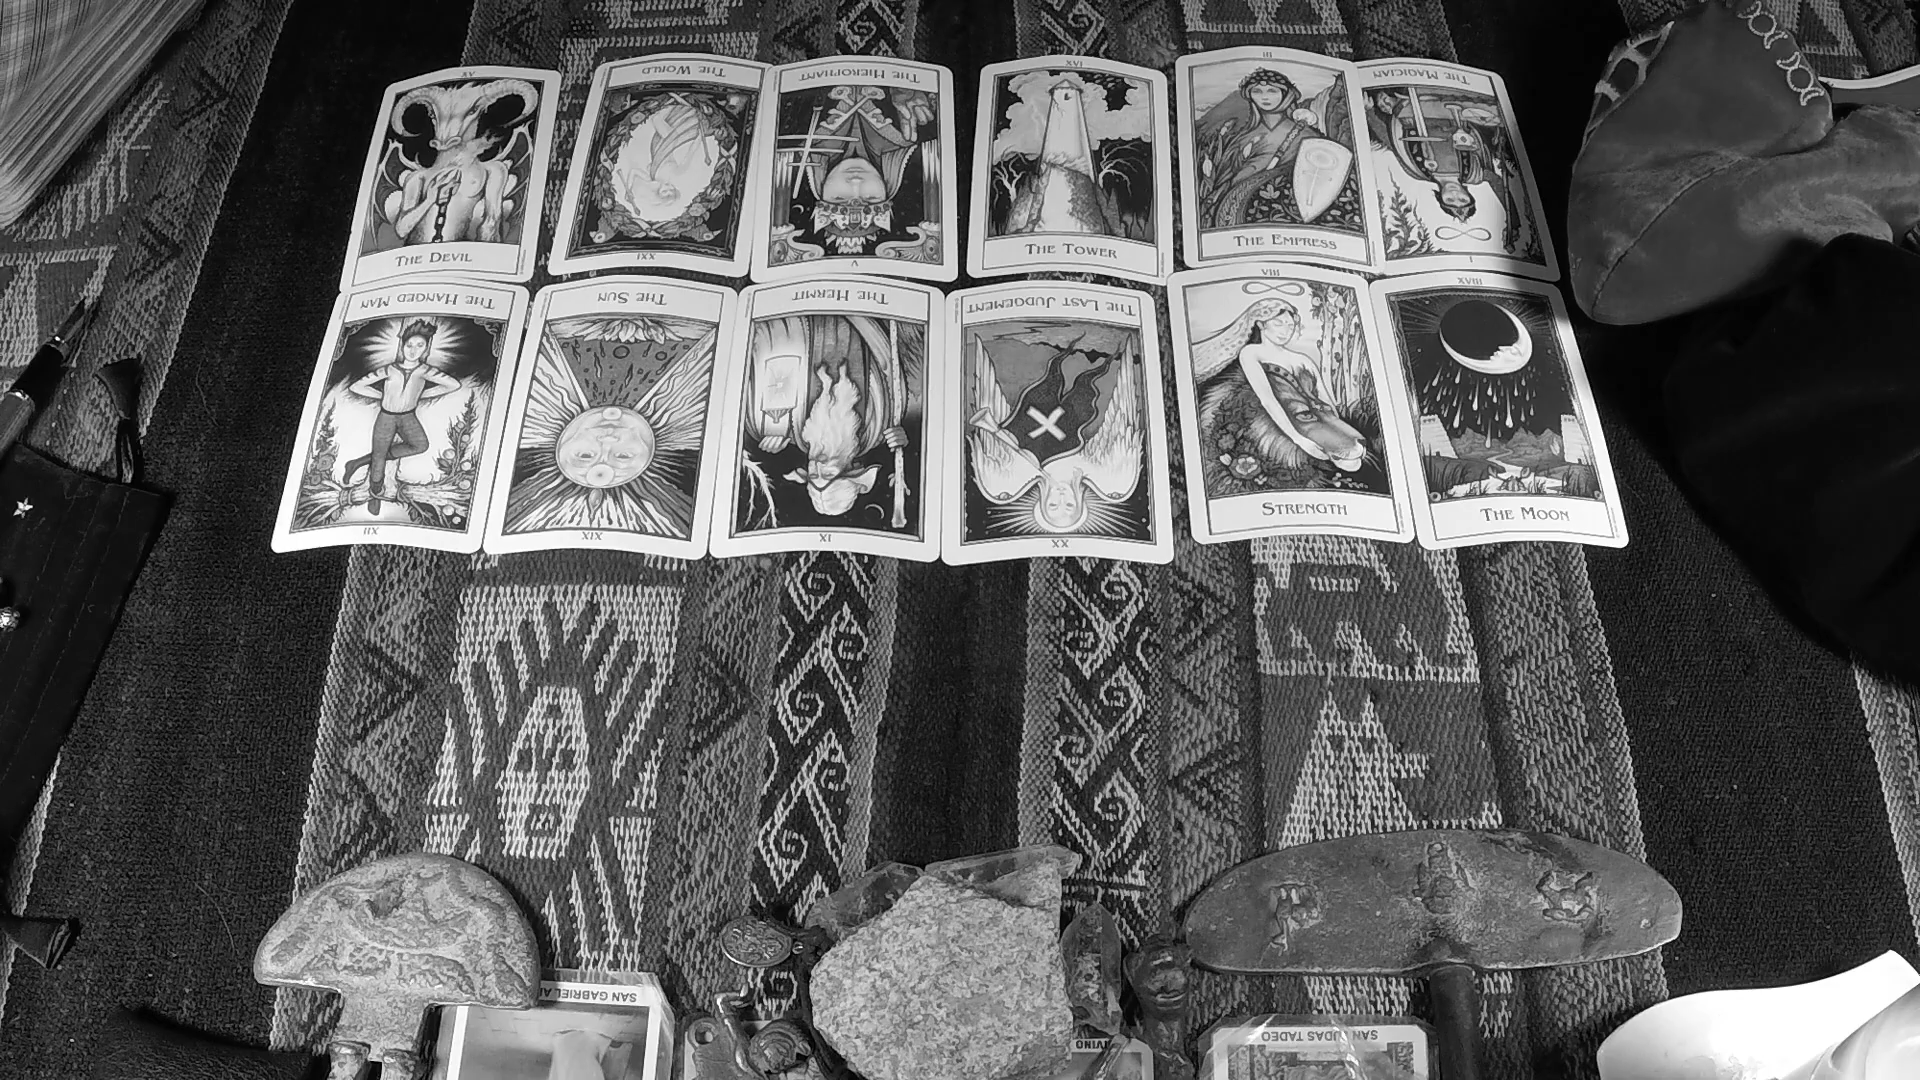 XV
THE WORLD
THE HIEROPHANT
XVI
III
THE MAGICIAN
THE DEVIL
XXI
V
THE TOWER
THE EMPRESS
I
THE HANGED MAN
THE SUN
THE HERMIT
THE LAST JUDGEMENT
VIII
XVIII
XII
XIX
IX
XX
STRENGTH
THE MOON
SAN GABRIEL
SAN JUDAS TADEO